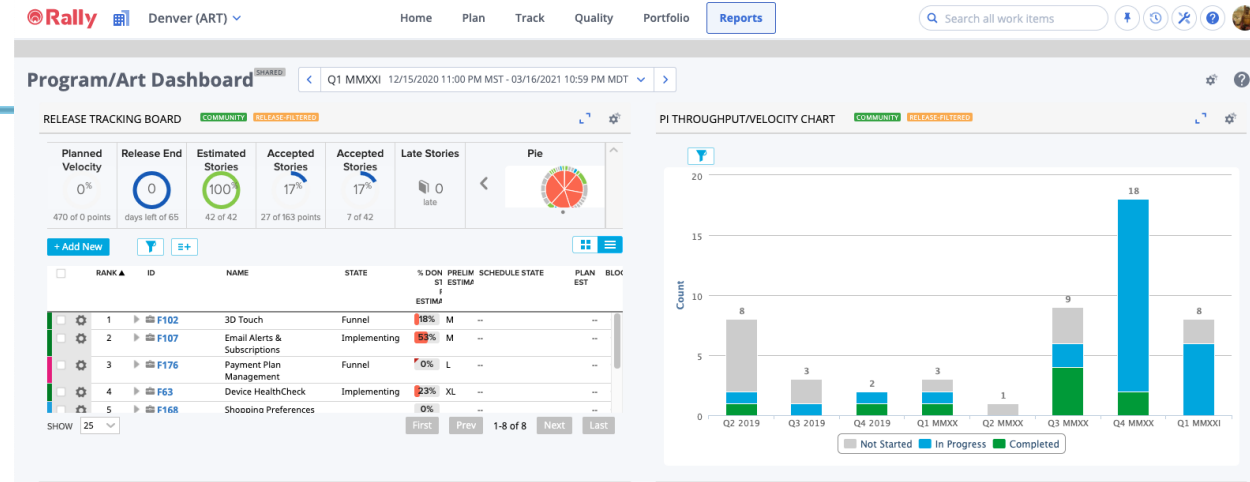 Rally Denver (ART) Home Plan Track Quality Portfolio Reports Search all work items
Program/Art Dashboard SHARED Q1 MMXXI 12/15/2020 11:00 PM MST - 03/16/2021 10:59 PM MDT
RELEASE TRACKING BOARD COMMUNITY RELEASE-FILTERED
Planned Velocity
0%
470 of 0 points
Release End
0
days left of 65
Estimated Stories
100%
42 of 42
Accepted Stories
17%
27 of 163 points
Accepted Stories
17%
7 of 42
Late Stories
0
late
Pie
+ Add New
RANK ID NAME STATE % DON PRELIM SCHEDULE STATE PLAN BLOC
ST ESTIMA EST
F
ESTIMA
1 F102 3D Touch Funnel 18% M -- --
2 F107 Email Alerts & Implementing 53% M -- --
Subscriptions
3 F176 Payment Plan Funnel 0% L -- --
Management
4 F63 Device HealthCheck Implementing 23% XL -- --
5 F168 Shopping Preferences 0%
SHOW 25 First Prev 1-8 of 8 Next Last
PI THROUGHPUT/VELOCITY CHART COMMUNITY RELEASE-FILTERED
Count
20
15
10
5
0
8 3 2 3 1 9 18 8
Q2 2019 Q3 2019 Q4 2019 Q1 MMXX Q2 MMXX Q3 MMXX Q4 MMXX Q1 MMXXI
Not Started In Progress Completed